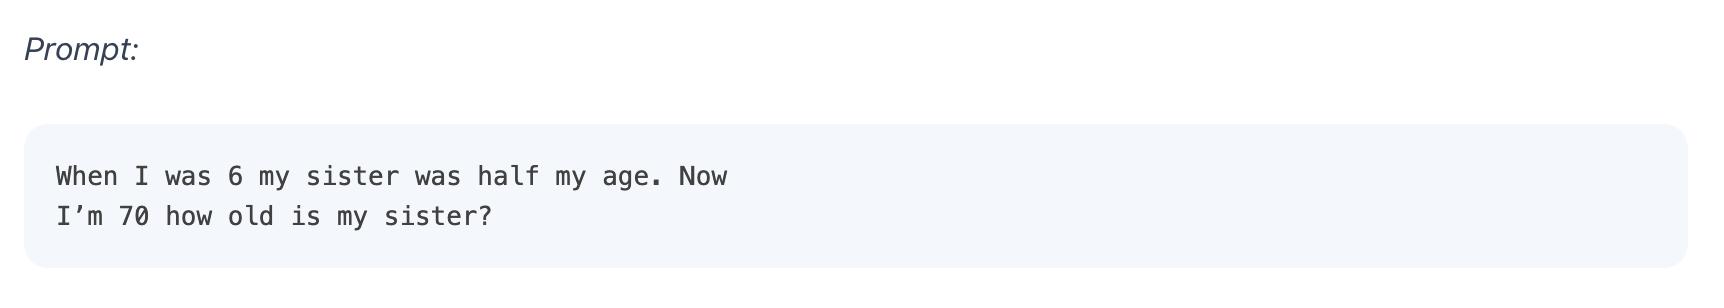 Prompt:
When I was 6 my sister was half my age. Now
I’m 70 how old is my sister?